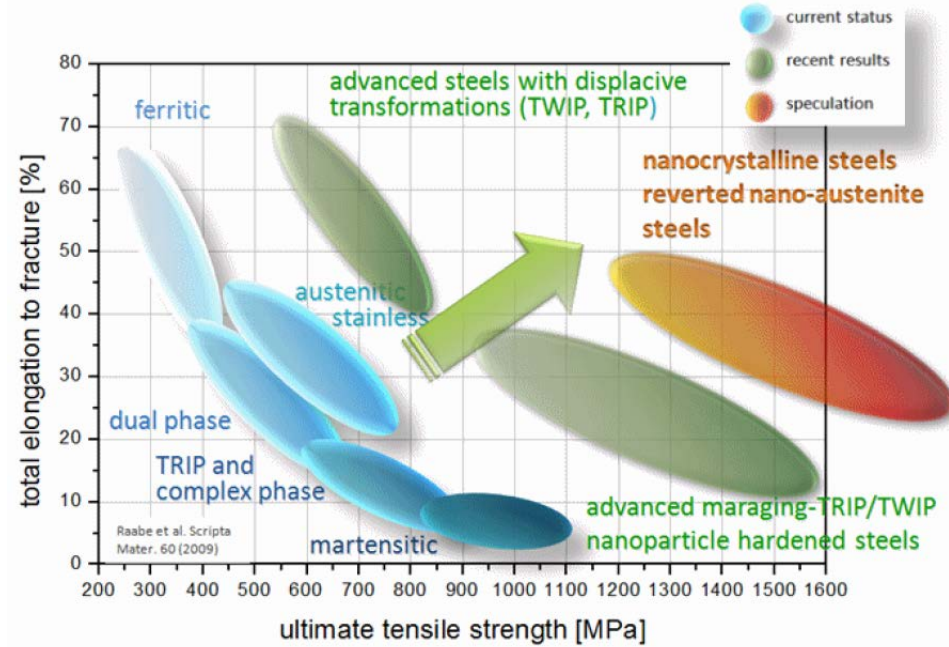 current status
recent results
speculation
80
70
60
50
40
30
20
10
0
total elongation to fracture [%]
ferritic
advanced steels with displacive
transformations (TWIP, TRIP)
nanocrystalline steels
reverted nano-austenite
steels
austenitic
stainless
dual phase
TRIP and
complex phase
martensitic
advanced maraging-TRIP/TWIP
nanoparticle hardened steels
Raabe et al. Scripta
Mater. 60 (2009)
200 300 400 500 600 700 800 900 1000 1100 1200 1300 1400 1500 1600
ultimate tensile strength [MPa]